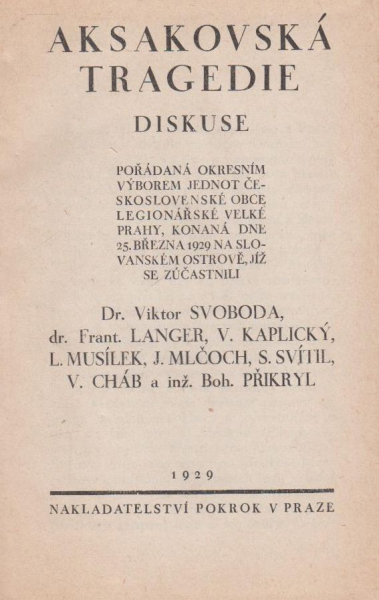 AKSAKOVSKÁ
TRAGEDIE
DISKUSE
POŘÁDANÁ OKRESNÍM
VÝBOREM JEDNOT ČE-
SKOSLOVENSKÉ OBCE
LEGIONÁŘSKÉ VELKÉ
PRAHY, KONANÁ DNE
25. BŘEZNA 1929 NA SLO-
VANSKÉM OSTROVĚ, JÍŽ
SE ZÚČASTNILI
Dr. Viktor SVOBODA,
dr. Frant. LANGER, V. KAPLICKÝ,
L. MUSÍLEK, J. MLČOCH, S. SVÍTIL,
V. CHÁB a inž. Boh. PŘIKRYL
1929
NAKLADATELSTVÍ POKROK V PRAZE